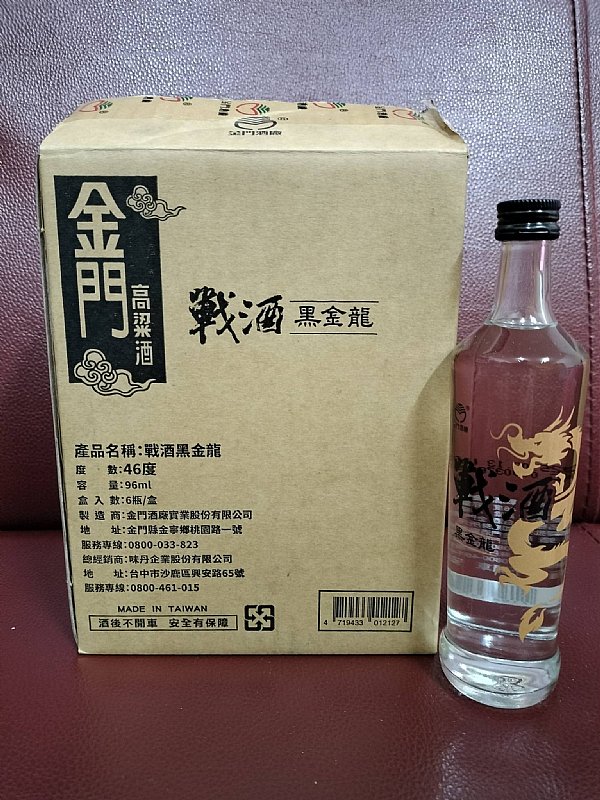 金門酒廠
金門
高粱酒
戰酒 黑金龍
產品名稱:戰酒黑金龍
度 數:46度
容 量:96ml
盒 入 數:6瓶/盒
製 造 商:金門酒廠實業股份有限公司
地 址:金門縣金寧鄉桃園路一號
服務專線:0800-033-823
總經銷商:味丹企業股份有限公司
地 址:台中市沙鹿區興安路65號
服務專線:0800-461-015
MADE IN TAIWAN
酒後不開車 安全有保障
4 719433 012127
戰酒
黑金龍